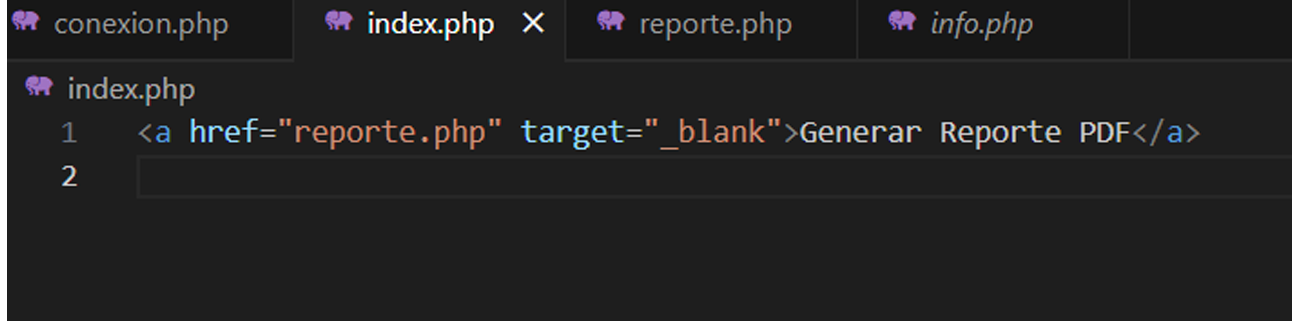 conexion.php index.php reporte.php info.php
index.php
1 <a href="reporte.php" target="_blank">Generar Reporte PDF</a>
2